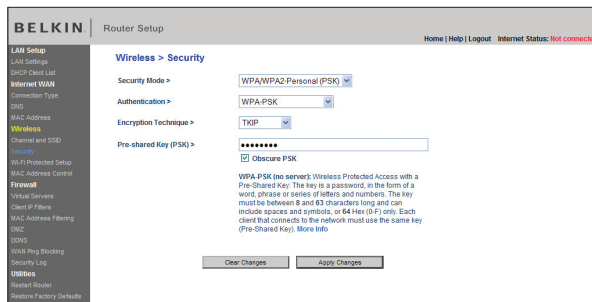 BELKIN.
Router Setup
Home | Help | Logout Internet Status: Not connected
LAN Setup
LAN Settings
DHCP Client List
Internet WAN
Connection Type
DNS
MAC Address
Wireless
Channel and SSID
Security
Wi-Fi Protected Setup
MAC Address Control
Firewall
Virtual Servers
Client IP Filters
MAC Address Filtering
DMZ
DDNS
WAN Ping Blocking
Security Log
Utilities
Restart Router
Restore Factory Defaults
Wireless > Security
Security Mode > WPA/WPA2-Personal (PSK)
Authentication > WPA-PSK
Encryption Technique > TKIP
Pre-shared Key (PSK) > ●●●●●●●●
Obscure PSK
WPA-PSK (no server): Wireless Protected Access with a
Pre-Shared Key: The key is a password, in the form of a
word, phrase or series of letters and numbers. The key
must be between 8 and 63 characters long and can
include spaces and symbols, or 64 Hex (0-F) only. Each
client that connects to the network must use the same key
(Pre-Shared Key). More Info
Clear Changes
Apply Changes